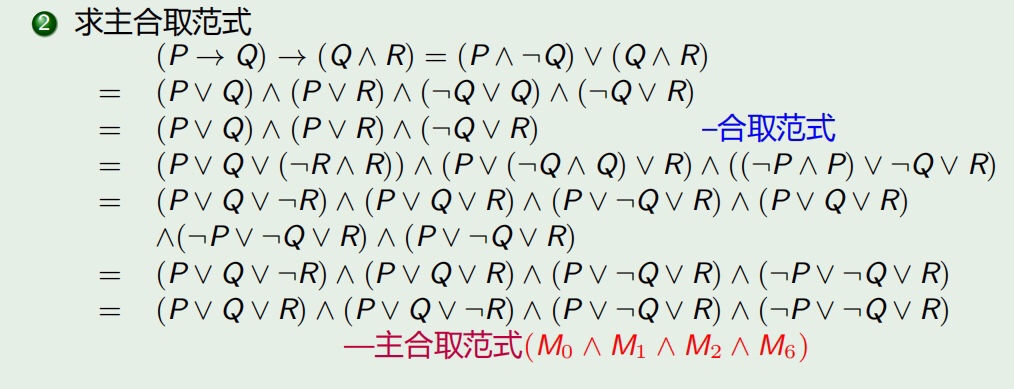 2 求主合取范式
(P → Q) → (Q ∧ R) = (P ∧ ¬Q) ∨ (Q ∧ R)
= (P ∨ Q) ∧ (P ∨ R) ∧ (¬Q ∨ Q) ∧ (¬Q ∨ R)
= (P ∨ Q) ∧ (P ∨ R) ∧ (¬Q ∨ R) –合取范式
= (P ∨ Q ∨ (¬R ∧ R)) ∧ (P ∨ (¬Q ∧ Q) ∨ R) ∧ ((¬P ∧ P) ∨ ¬Q ∨ R)
= (P ∨ Q ∨ ¬R) ∧ (P ∨ Q ∨ R) ∧ (P ∨ ¬Q ∨ R) ∧ (P ∨ Q ∨ R)
∧(¬P ∨ ¬Q ∨ R) ∧ (P ∨ ¬Q ∨ R)
= (P ∨ Q ∨ ¬R) ∧ (P ∨ Q ∨ R) ∧ (P ∨ ¬Q ∨ R) ∧ (¬P ∨ ¬Q ∨ R)
= (P ∨ Q ∨ R) ∧ (P ∨ Q ∨ ¬R) ∧ (P ∨ ¬Q ∨ R) ∧ (¬P ∨ ¬Q ∨ R)
—主合取范式(M₀ ∧ M₁ ∧ M₂ ∧ M₆)